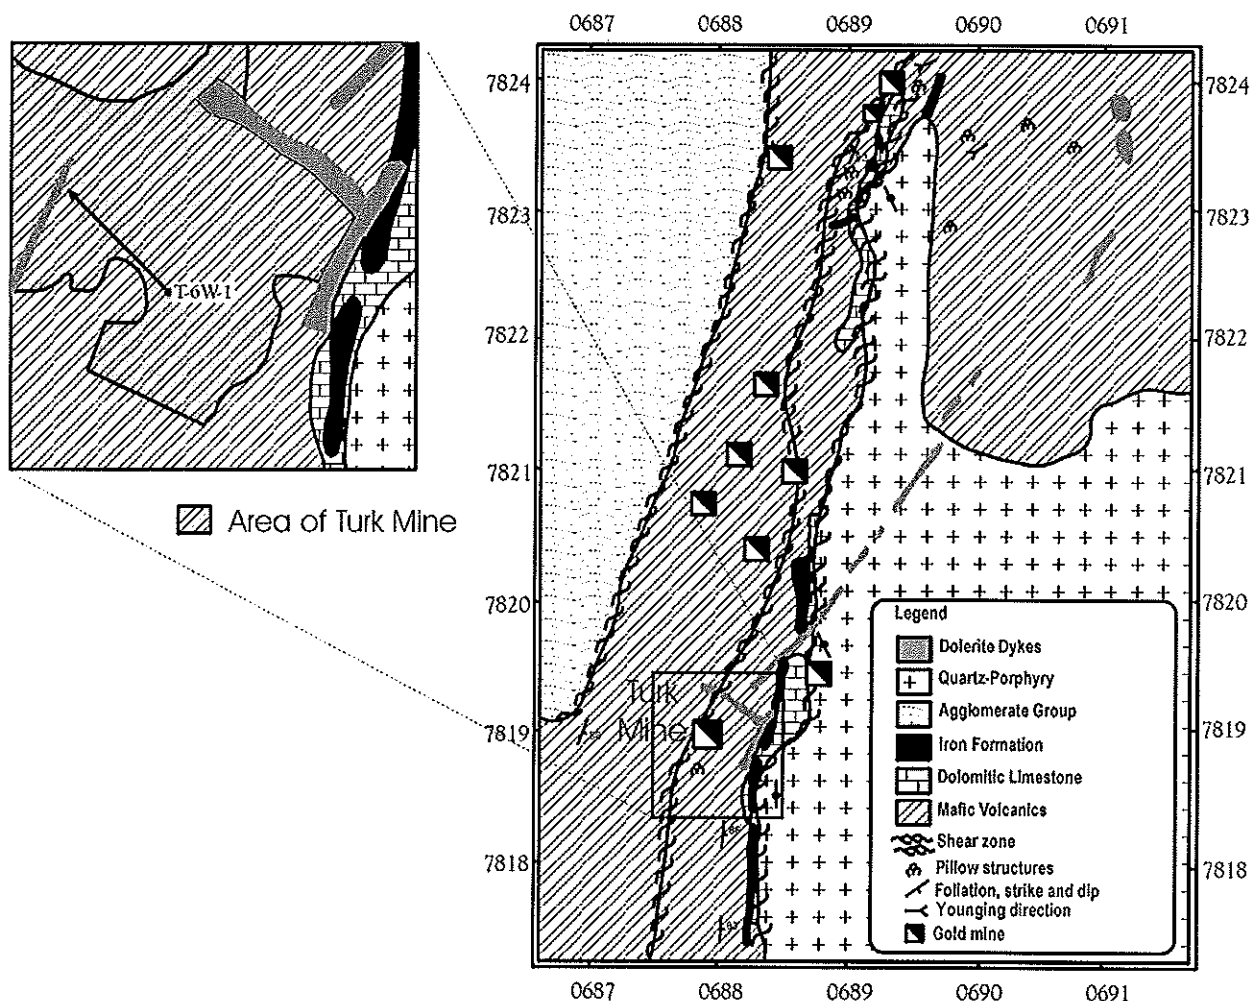 0687 0688 0689 0690 0691
7824 7824
7823 7823
T-6W-1
7822 7822
7821 7821
Area of Turk Mine
7820 7820
Legend
Dolerite Dykes
Quartz-Porphyry
Agglomerate Group
Iron Formation
Dolomitic Limestone
Mafic Volcanics
Shear zone
Pillow structures
Foliation, strike and dip
Younging direction
Gold mine
Turk
Mine
7819 7819
7818 7818
0687 0688 0689 0690 0691